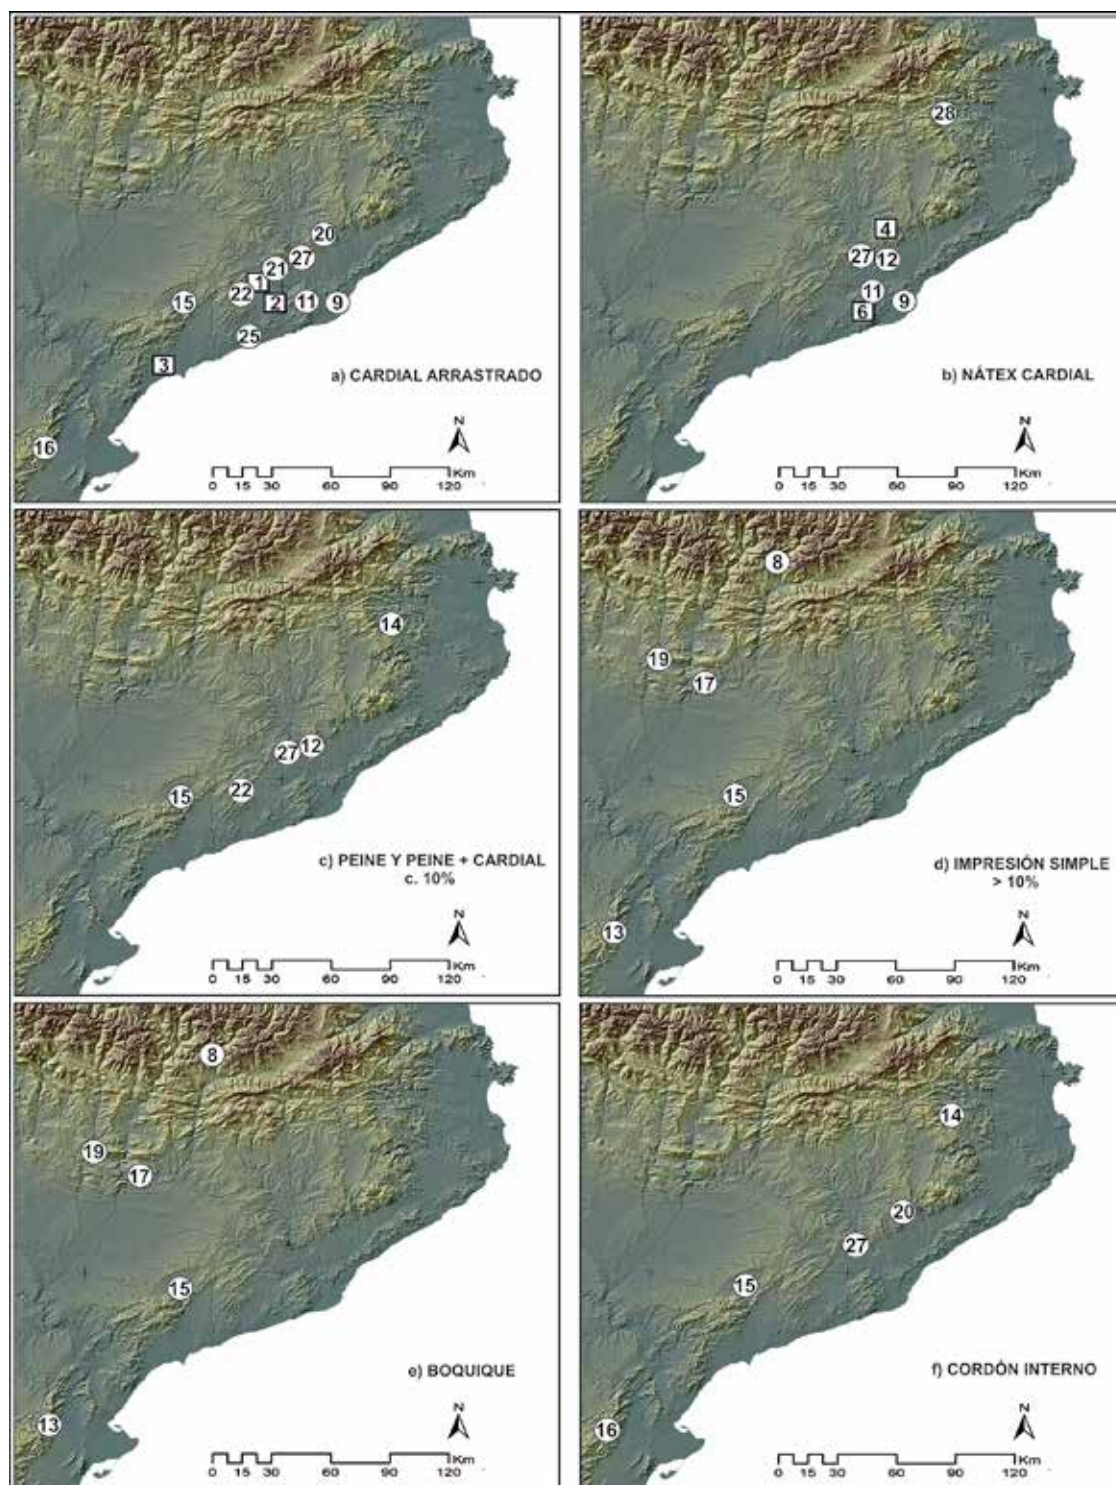 20
27
21
1
22
15
2
11
9
25
3
a) CARDIAL ARRASTRADO
16
N
Km
0 15 30 60 90 120
28
4
27
12
11
9
6
b) NÁTEX CARDIAL
N
Km
0 15 30 60 90 120
14
12
27
22
15
c) PEINE Y PEINE + CARDIAL
c. 10%
N
Km
0 15 30 60 90 120
8
19
17
15
d) IMPRESIÓN SIMPLE
> 10%
13
N
Km
0 15 30 60 90 120
8
19
17
15
e) BOQUIQUE
13
N
Km
0 15 30 60 90 120
14
20
27
15
f) CORDÓN INTERNO
16
N
Km
0 15 30 60 90 120